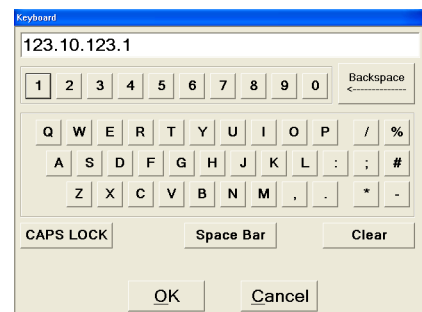 Keyboard
123.10.123.1
1 2 3 4 5 6 7 8 9 0 Backspace
<--------------
Q W E R T Y U I O P / %
A S D F G H J K L : ; #
Z X C V B N M , . * -
CAPS LOCK Space Bar Clear
OK Cancel